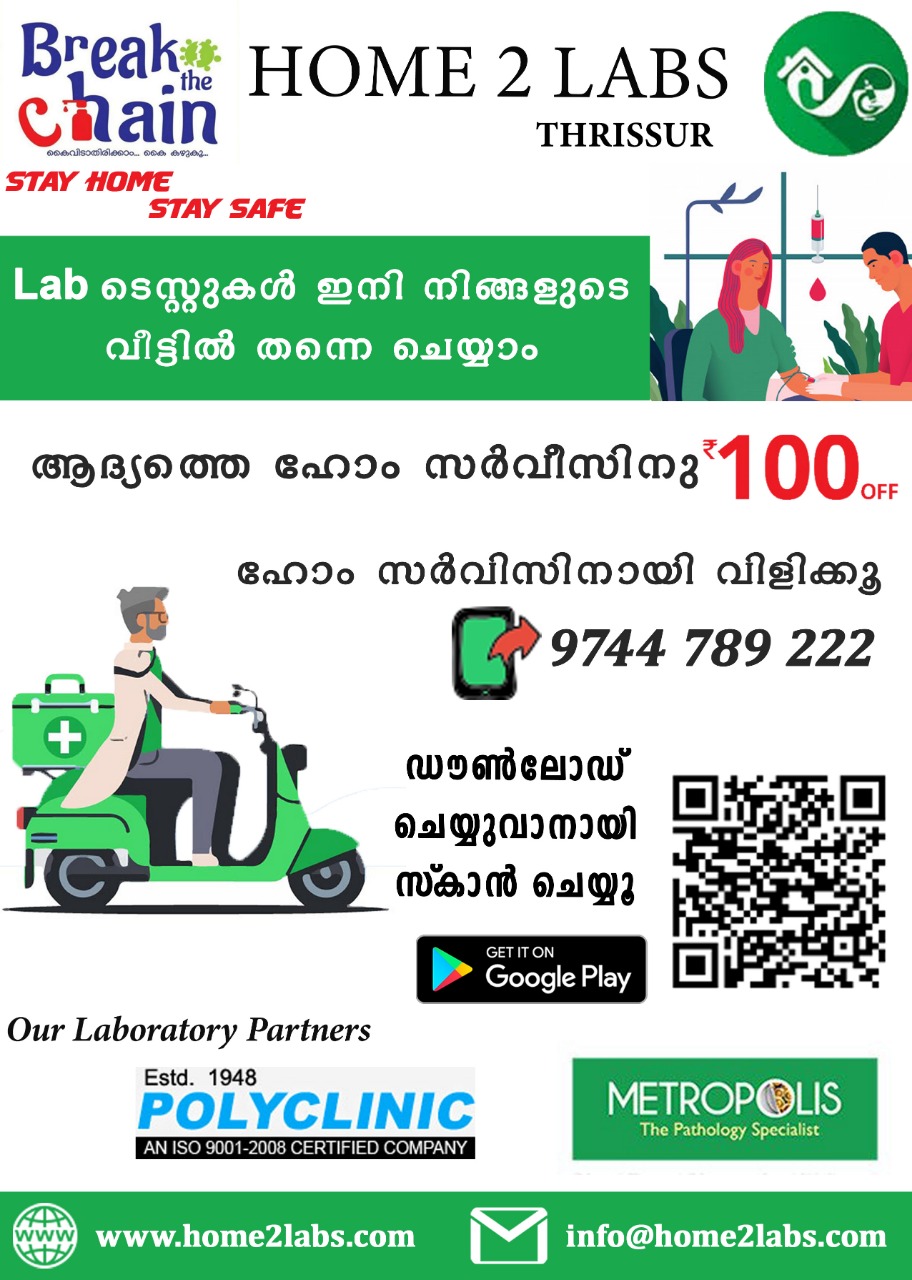 Break
the
chain
കൈവിടാതിരിക്കാം... കൈ കഴുകൂ...
HOME 2 LABS
THRISSUR
STAY HOME
STAY SAFE
Lab ടെസ്റ്റുകൾ ഇനി നിങ്ങളുടെ
വീട്ടിൽ തന്നെ ചെയ്യാം
ആദ്യത്തെ ഹോം സർവീസിനു ₹100 OFF
ഹോം സർവിസിനായി വിളിക്കൂ
9744 789 222
ഡൗൺലോഡ്
ചെയ്യുവാനായി
സ്കാൻ ചെയ്യൂ
GET IT ON
Google Play
Our Laboratory Partners
Estd. 1948
POLYCLINIC
AN ISO 9001-2008 CERTIFIED COMPANY
METROPOLIS
The Pathology Specialist
www.home2labs.com
info@home2labs.com